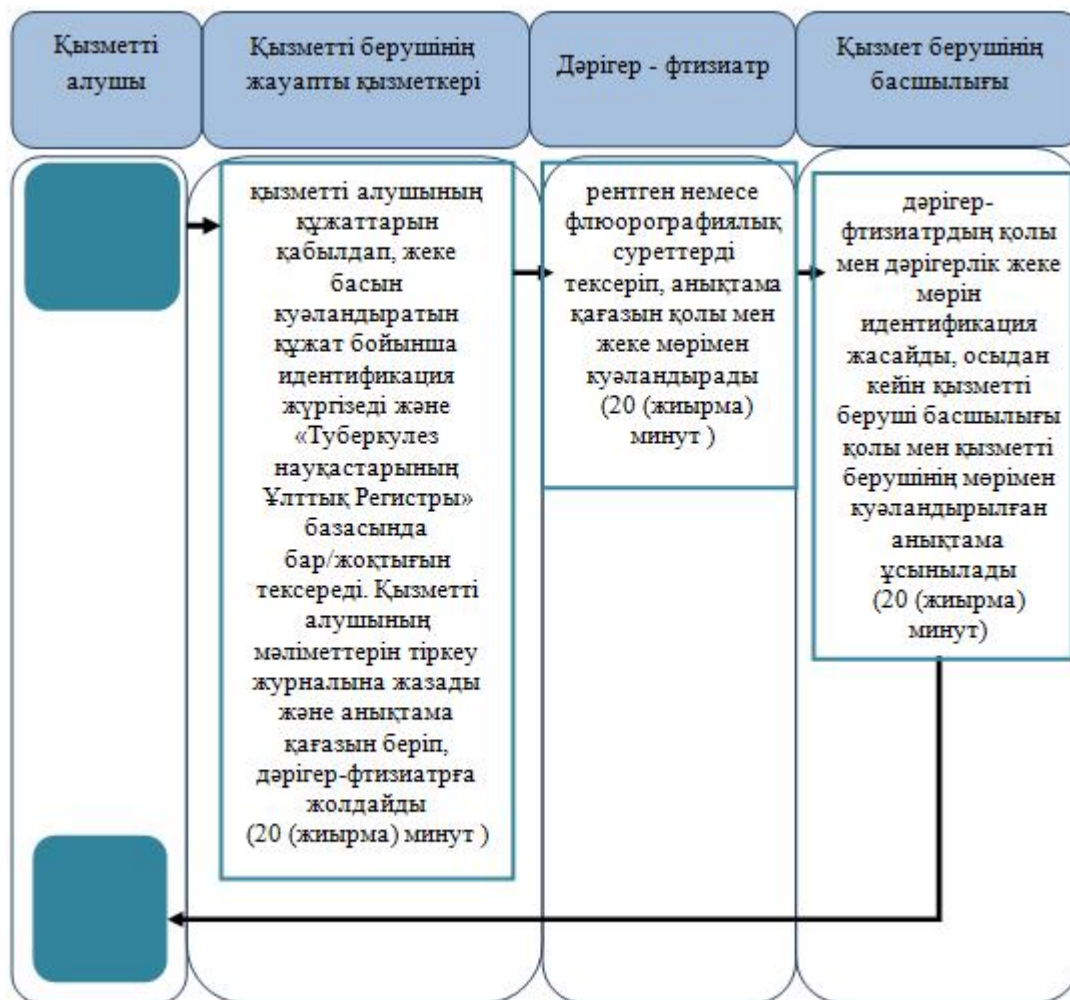 Қызметті
алушы
Қызметті берушінің
жауапты қызметкері
Дәрігер - фтизиатр
Қызмет берушінің
басшылығы
қызметті алушының
құжаттарын
қабылдап, жеке
басын
куәландыратын
құжат бойынша
идентификация
жүргізеді және
«Туберкулез
науқастарының
Ұлттық Регистры»
базасында
бар/жоқтығын
тексереді. Қызметті
алушының
мәліметтерін тіркеу
журналына жазады
және анықтама
қағазын беріп,
дәрігер-фтизиатрға
жолдайды
(20 (жиырма) минут )
рентген немесе
флюорографиялық
суреттерді
тексеріп, анықтама
қағазын қолы мен
жеке мөрімен
куәландырады
(20 (жиырма)
минут )
дәрігер-
фтизиатрдың қолы
мен дәрігерлік жеке
мөрін
идентификация
жасайды, осыдан
кейін қызметті
беруші басшылығы
қолы мен қызметті
берушінің мөрімен
куәландырылған
анықтама
ұсынылады
(20 (жиырма)
минут)